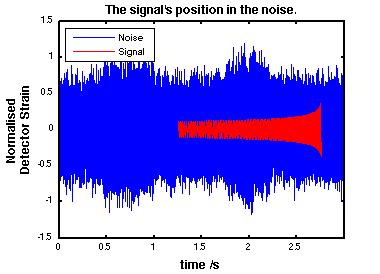 The signal's position in the noise.
1.5
Noise
Signal
1
0.5
0
-0.5
-1
-1.5
Normalised
Detector Strain
0 0.5 1 1.5 2 2.5
time /s